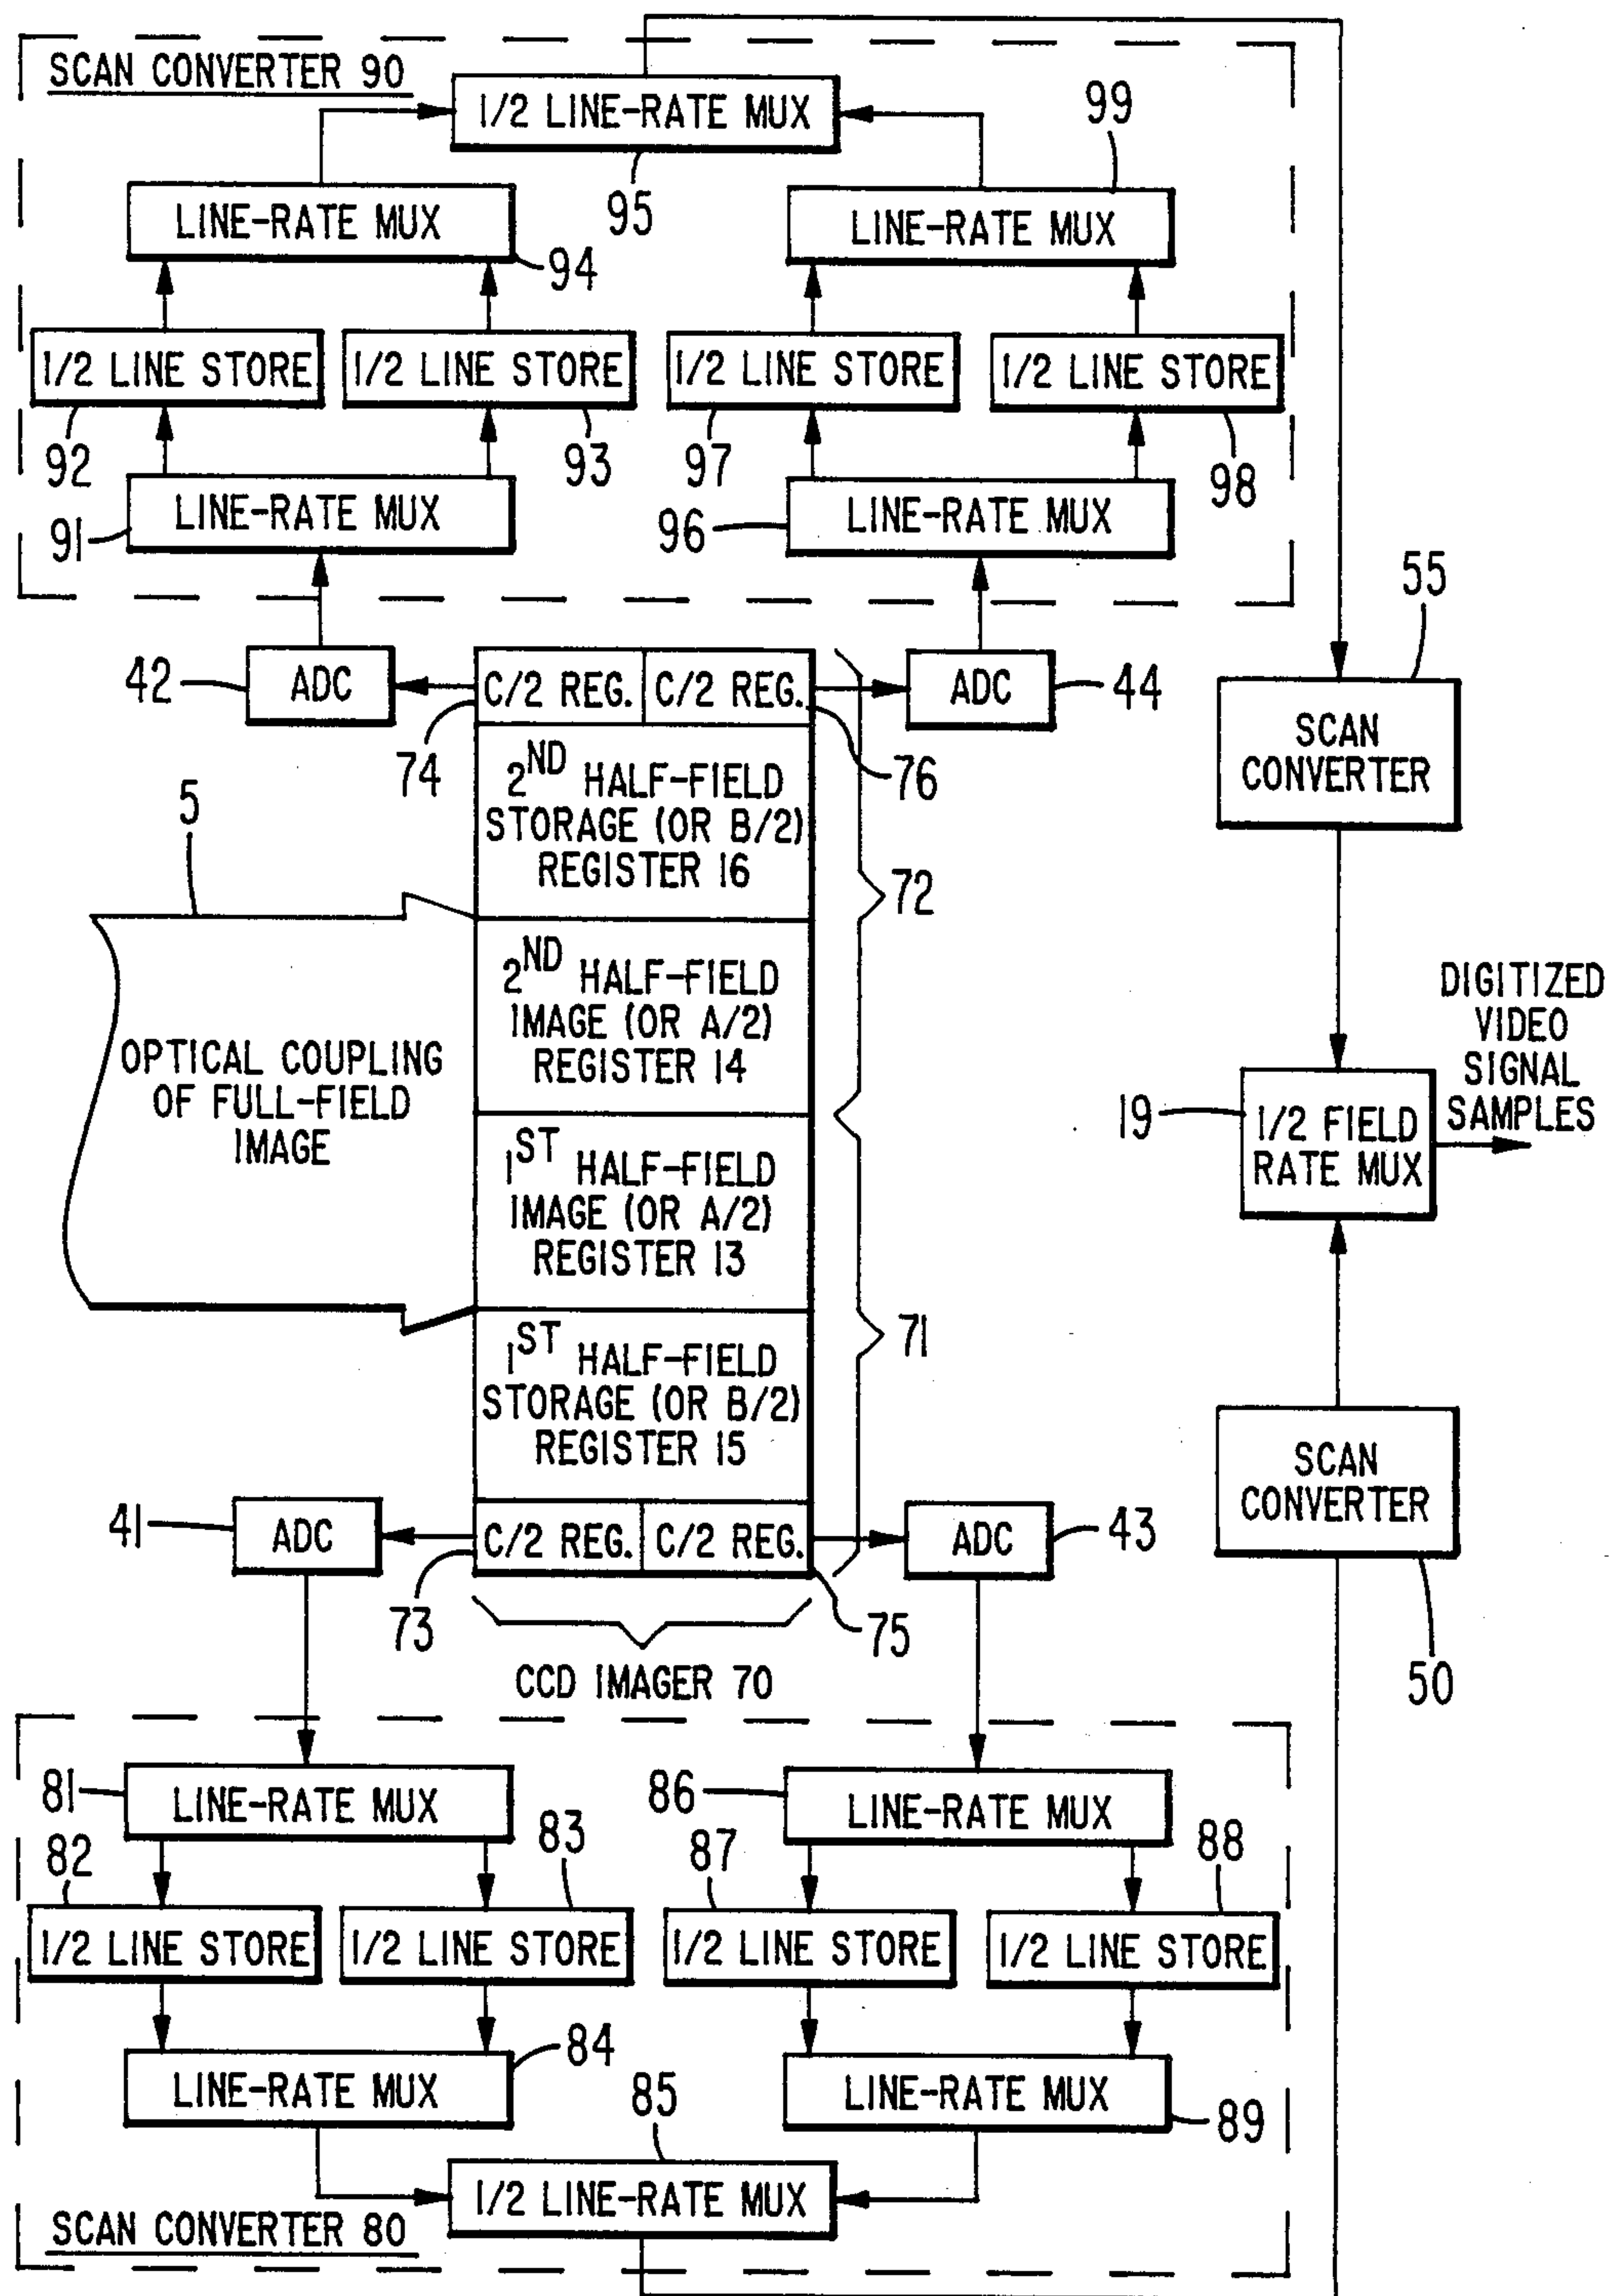 SCAN CONVERTER 90
1/2 LINE-RATE MUX
95
99
LINE-RATE MUX
94
LINE-RATE MUX
1/2 LINE STORE
1/2 LINE STORE
1/2 LINE STORE
1/2 LINE STORE
92
93
97
98
91
LINE-RATE MUX
96
LINE-RATE MUX
55
42
ADC
C/2 REG.
C/2 REG.
ADC
44
74
76
SCAN
CONVERTER
2ND HALF-FIELD
STORAGE (OR B/2)
REGISTER 16
72
5
OPTICAL COUPLING
OF FULL-FIELD
IMAGE
2ND HALF-FIELD
IMAGE (OR A/2)
REGISTER 14
DIGITIZED
VIDEO
SIGNAL
SAMPLES
19
1/2 FIELD
RATE MUX
1ST HALF-FIELD
IMAGE (OR A/2)
REGISTER 13
71
1ST HALF-FIELD
STORAGE (OR B/2)
REGISTER 15
SCAN
CONVERTER
50
41
ADC
C/2 REG.
C/2 REG.
ADC
43
73
75
CCD IMAGER 70
81
LINE-RATE MUX
86
LINE-RATE MUX
82
83
87
88
1/2 LINE STORE
1/2 LINE STORE
1/2 LINE STORE
1/2 LINE STORE
LINE-RATE MUX
84
LINE-RATE MUX
89
85
1/2 LINE-RATE MUX
SCAN CONVERTER 80